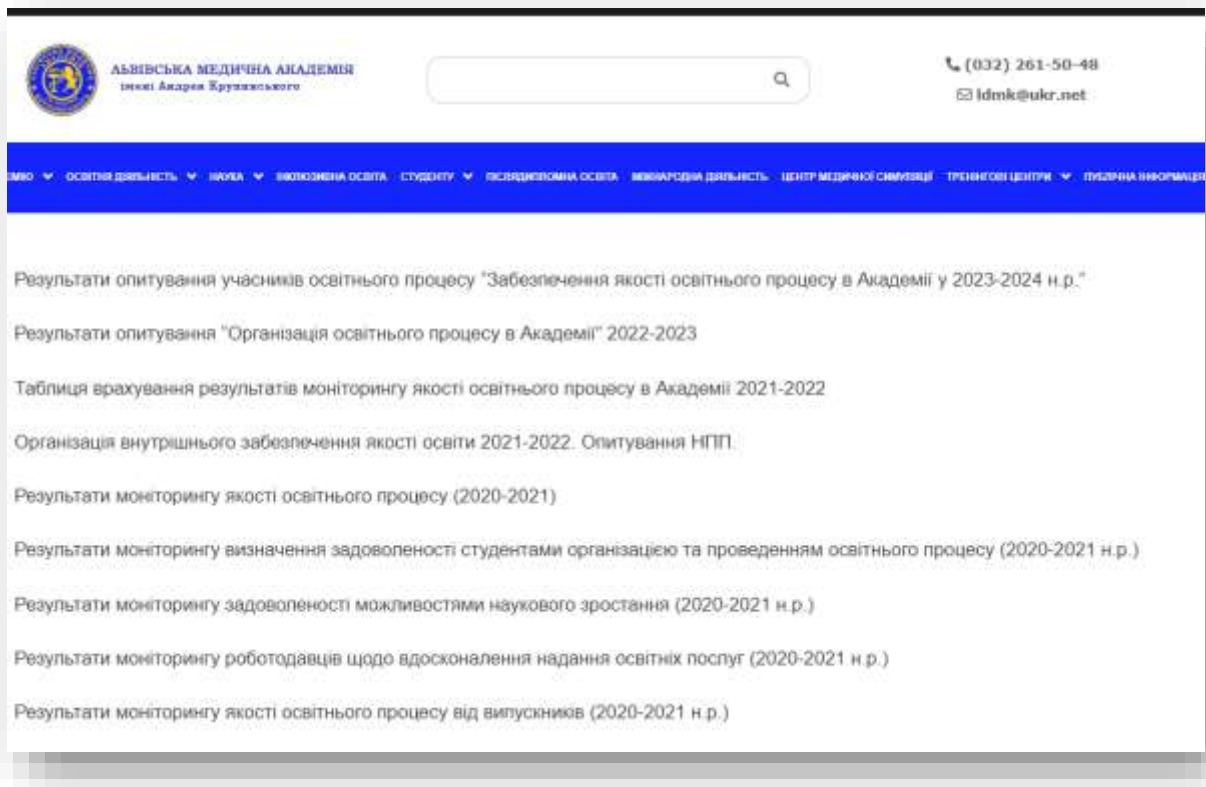 ЛЬВІВСЬКА МЕДИЧНА АКАДЕМІЯ
імені Андрея Крупинського
(032) 261-50-48
ldmk@ukr.net
ОСВІТНЯ ДІЯЛЬНІСТЬ НАУКА ІНКЛЮЗИВНА ОСВІТА СТУДЕНТУ ПІСЛЯДИПЛОМНА ОСВІТА МІЖНАРОДНА ДІЯЛЬНІСТЬ ЦЕНТР МЕДИЧНОЇ СИМУЛЯЦІЇ ТРЕНІНГОВІ ЦЕНТРИ ПУБЛІЧНА ІНФОРМАЦІЯ
Результати опитування учасників освітнього процесу "Забезпечення якості освітнього процесу в Академії у 2023-2024 н.р."
Результати опитування "Організація освітнього процесу в Академії" 2022-2023
Таблиця врахування результатів моніторингу якості освітнього процесу в Академії 2021-2022
Організація внутрішнього забезпечення якості освіти 2021-2022. Опитування НПП.
Результати моніторингу якості освітнього процесу (2020-2021)
Результати моніторингу визначення задоволеності студентами організацією та проведенням освітнього процесу (2020-2021 н.р.)
Результати моніторингу задоволеності можливостями наукового зростання (2020-2021 н.р.)
Результати моніторингу роботодавців щодо вдосконалення надання освітніх послуг (2020-2021 н.р.)
Результати моніторингу якості освітнього процесу від випускників (2020-2021 н.р.)